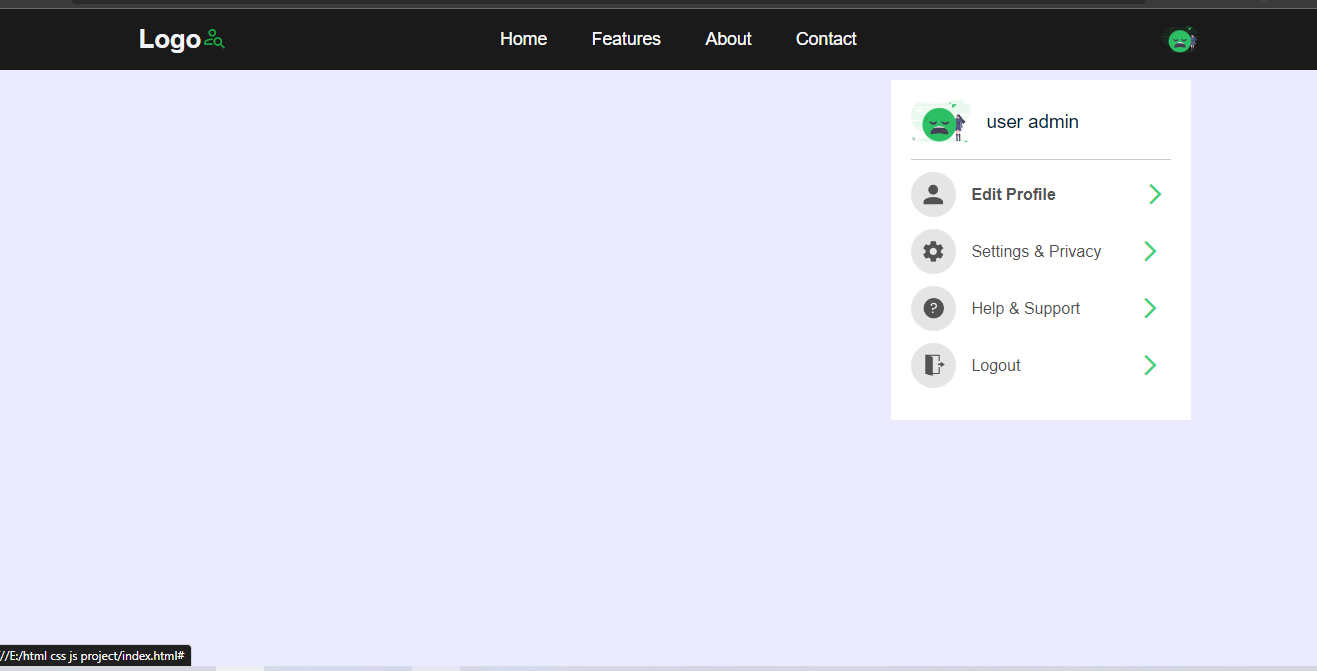 Logo
Home Features About Contact
user admin
Edit Profile
Settings & Privacy
Help & Support
Logout
//E:/html css js project/index.html#